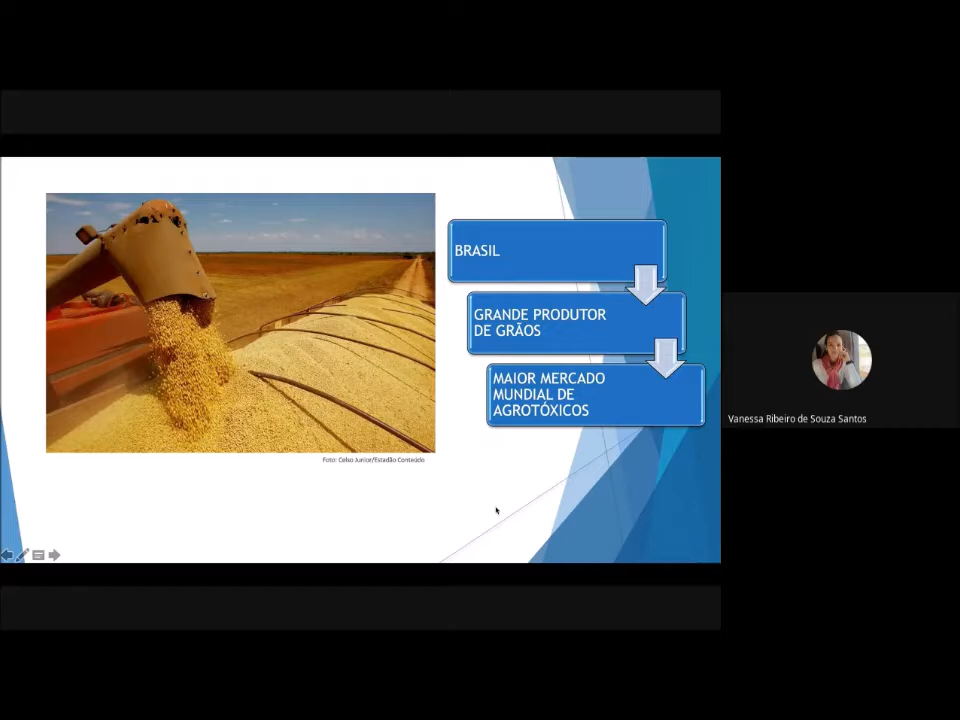 BRASIL
GRANDE PRODUTOR
DE GRÃOS
MAIOR MERCADO
MUNDIAL DE
AGROTÓXICOS
Foto: Celso Junior/Estadão Conteúdo
Vanessa Ribeiro de Souza Santos